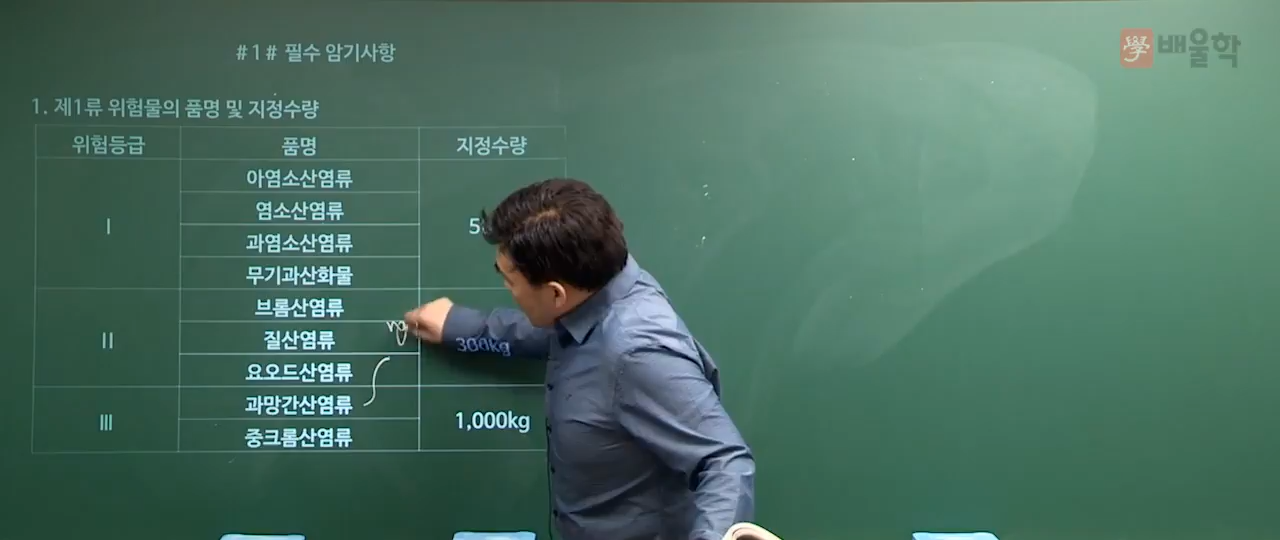 #1# 필수 암기사항
學 배울학
1. 제1류 위험물의 품명 및 지정수량
위험등급 품명 지정수량
아염소산염류
염소산염류
I 5
과염소산염류
무기과산화물
브롬산염류
II 질산염류 300kg
요오드산염류
과망간산염류
III 1,000kg
중크롬산염류